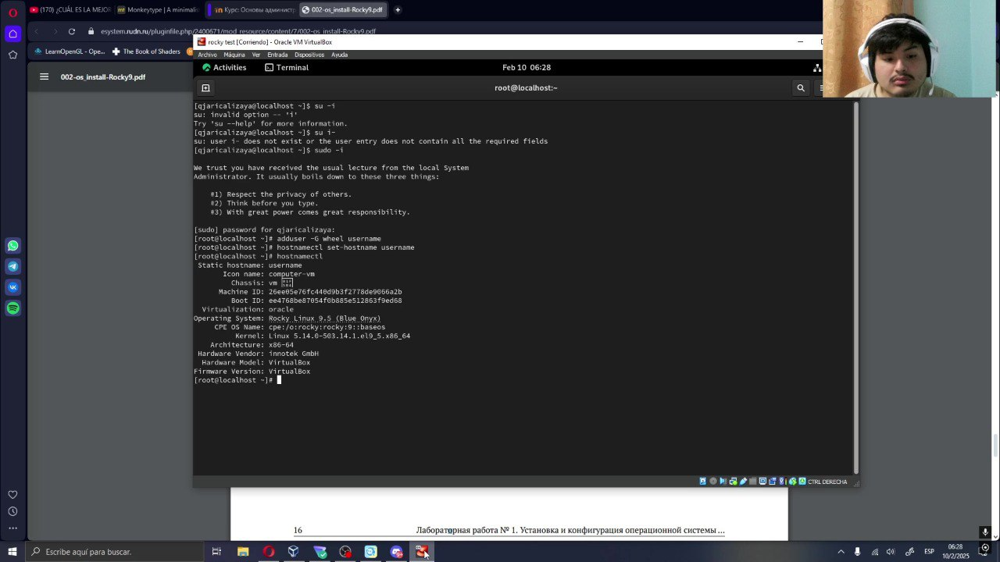 (170) ¿CUÁL ES LA MEJOR
Monkeytype | A minimali
Курс: Основы админист
002-os_install-Rocky9.pdf
esystem.rudn.ru/pluginfile.php/2400671/mod_resource/content/7/002-os_install-Rocky9.pdf
LearnOpenGL - Ope...
The Book of Shaders
002-os_install-Rocky9.pdf
rocky test [Corriendo] - Oracle VM VirtualBox
Archivo Máquina Ver Entrada Dispositivos Ayuda
Activities Terminal Feb 10 06:28
root@localhost:~
[qjaricalizaya@localhost ~]$ su -i
su: invalid option -- 'i'
Try 'su --help' for more information.
[qjaricalizaya@localhost ~]$ su i-
su: user i- does not exist or the user entry does not contain all the required fields
[qjaricalizaya@localhost ~]$ sudo -i
We trust you have received the usual lecture from the local System
Administrator. It usually boils down to these three things:
#1) Respect the privacy of others.
#2) Think before you type.
#3) With great power comes great responsibility.
[sudo] password for qjaricalizaya:
[root@localhost ~]# adduser -G wheel username
[root@localhost ~]# hostnamectl set-hostname username
[root@localhost ~]# hostnamectl
Static hostname: username
Icon name: computer-vm
Chassis: vm
Machine ID: 26ee05e76fc440d9b3f2778de9066a2b
Boot ID: ee4768be87054f0b885e512863f9ed68
Virtualization: oracle
Operating System: Rocky Linux 9.5 (Blue Onyx)
CPE OS Name: cpe:/o:rocky:rocky:9::baseos
Kernel: Linux 5.14.0-503.14.1.el9_5.x86_64
Architecture: x86-64
Hardware Vendor: innotek GmbH
Hardware Model: VirtualBox
Firmware Version: VirtualBox
[root@localhost ~]#
CTRL DERECHA
16 Лабораторная работа № 1. Установка и конфигурация операционной системы ...
Escribe aquí para buscar.
ESP
06:28
10/2/2025